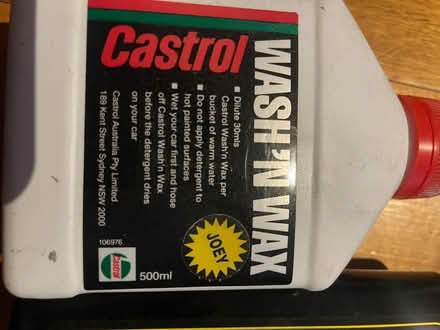 Castrol
WASH'N WAX
▪ Dilute 30mls
Castrol Wash'n Wax per
bucket of warm water
▪ Do not apply detergent to
hot painted surfaces
▪ Wet your car first and hose
off Castrol Wash'n Wax
before the detergent dries
on your car
Castrol Australia Pty Limited
189 Kent Street Sydney NSW 2000
JOEY
106976
Castrol
500ml